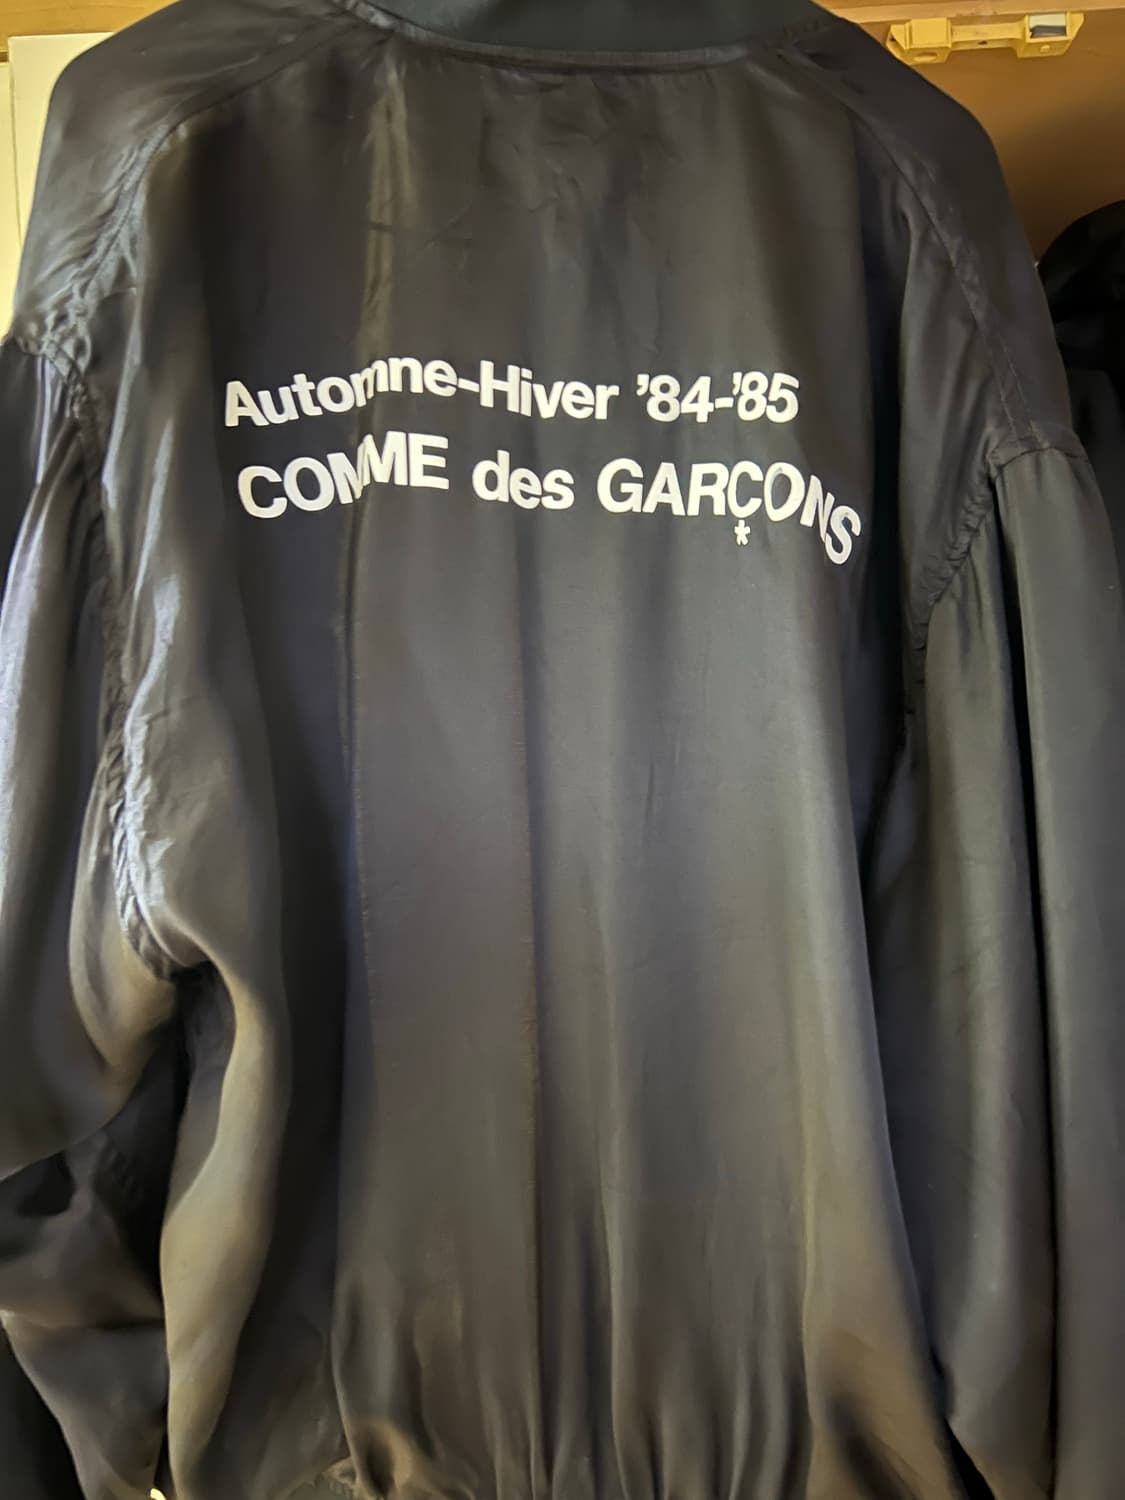 Automne-Hiver ’84-’85
COMME des GARÇONS
*